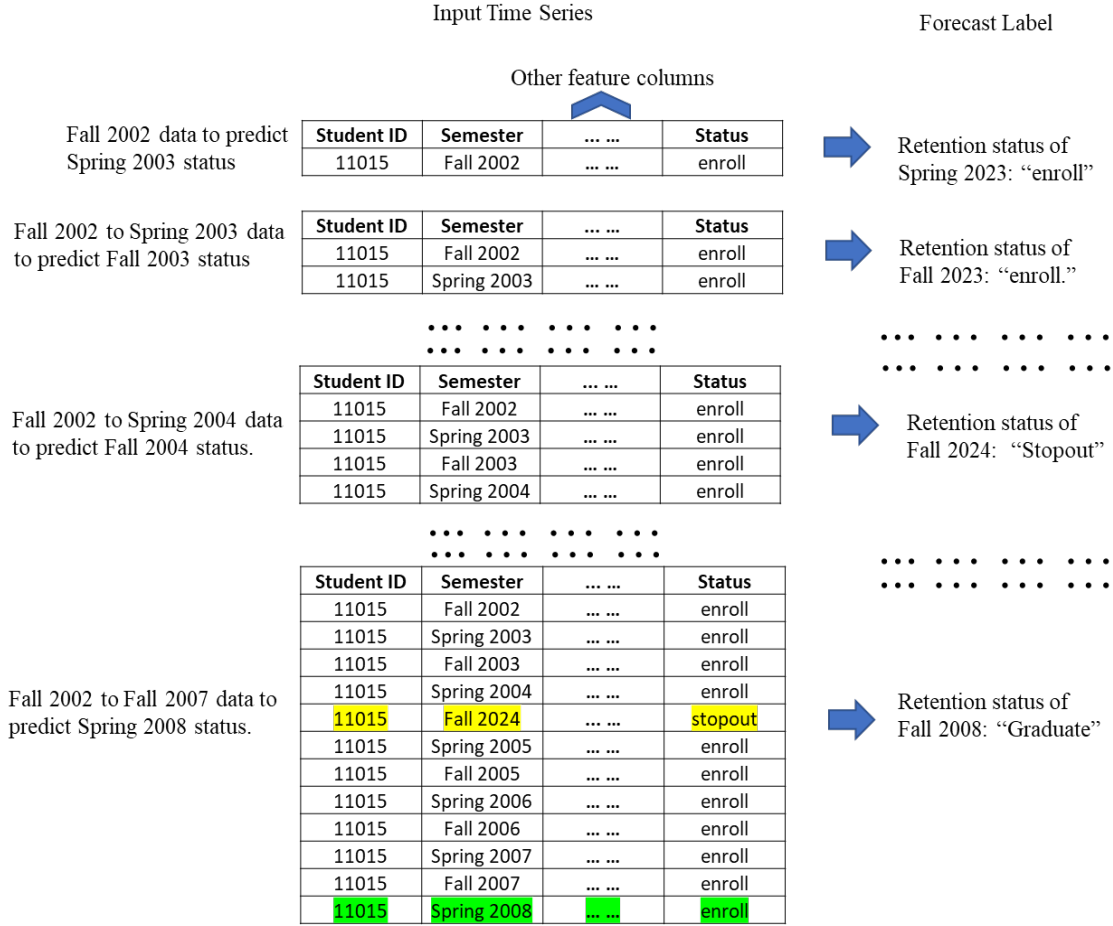 Input Time Series
Forecast Label
Other feature columns
Fall 2002 data to predict
Spring 2003 status
Student ID Semester ... ... Status
11015 Fall 2002 ... ... enroll
Retention status of
Spring 2023: “enroll”
Fall 2002 to Spring 2003 data
to predict Fall 2003 status
Student ID Semester ... ... Status
11015 Fall 2002 ... ... enroll
11015 Spring 2003 ... ... enroll
Retention status of
Fall 2023: “enroll.”
... ... ... ...
... ... ... ...
... ... ... ...
... ... ... ...
Fall 2002 to Spring 2004 data
to predict Fall 2004 status.
Student ID Semester ... ... Status
11015 Fall 2002 ... ... enroll
11015 Spring 2003 ... ... enroll
11015 Fall 2003 ... ... enroll
11015 Spring 2004 ... ... enroll
Retention status of
Fall 2024: “Stopout”
... ... ... ...
... ... ... ...
... ... ... ...
... ... ... ...
Fall 2002 to Fall 2007 data to
predict Spring 2008 status.
Student ID Semester ... ... Status
11015 Fall 2002 ... ... enroll
11015 Spring 2003 ... ... enroll
11015 Fall 2003 ... ... enroll
11015 Spring 2004 ... ... enroll
11015 Fall 2024 ... ... stopout
11015 Spring 2005 ... ... enroll
11015 Fall 2005 ... ... enroll
11015 Spring 2006 ... ... enroll
11015 Fall 2006 ... ... enroll
11015 Spring 2007 ... ... enroll
11015 Fall 2007 ... ... enroll
11015 Spring 2008 ... ... enroll
Retention status of
Fall 2008: “Graduate”